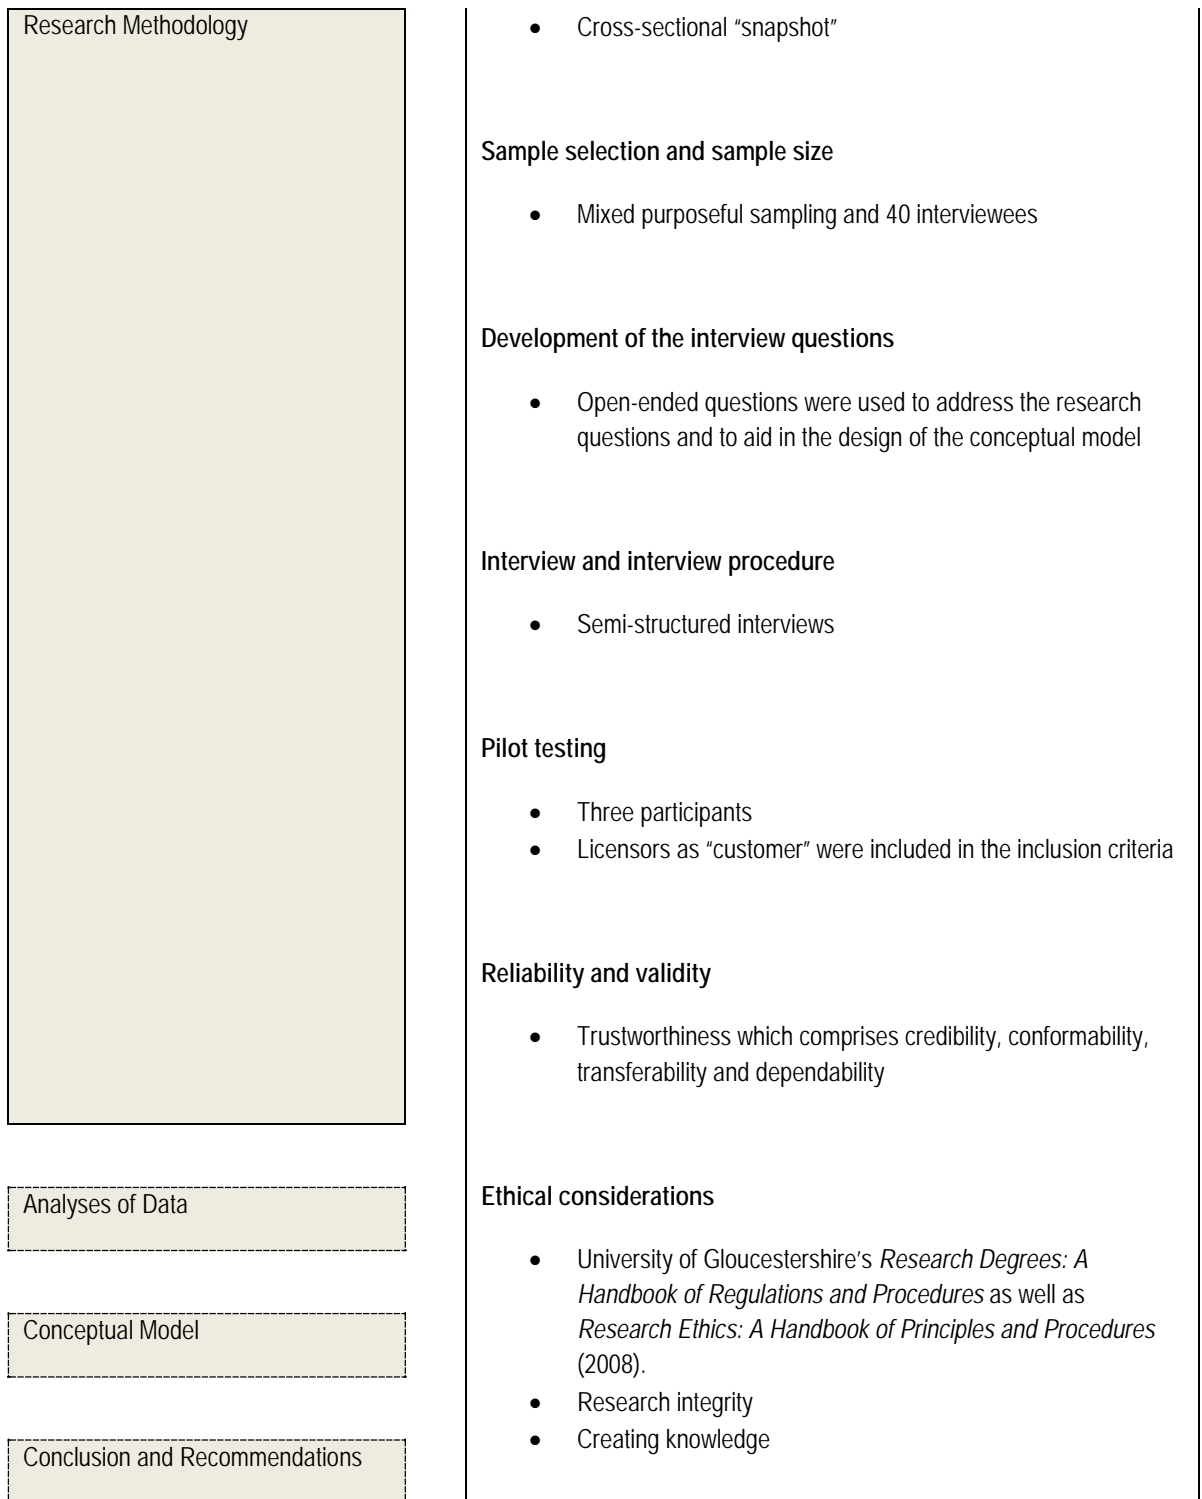 Research Methodology
• Cross-sectional “snapshot”
Sample selection and sample size
• Mixed purposeful sampling and 40 interviewees
Development of the interview questions
• Open-ended questions were used to address the research
questions and to aid in the design of the conceptual model
Interview and interview procedure
• Semi-structured interviews
Pilot testing
• Three participants
• Licensors as “customer” were included in the inclusion criteria
Reliability and validity
• Trustworthiness which comprises credibility, conformability,
transferability and dependability
Analyses of Data
Conceptual Model
Conclusion and Recommendations
Ethical considerations
• University of Gloucestershire’s Research Degrees: A
Handbook of Regulations and Procedures as well as
Research Ethics: A Handbook of Principles and Procedures
(2008).
• Research integrity
• Creating knowledge